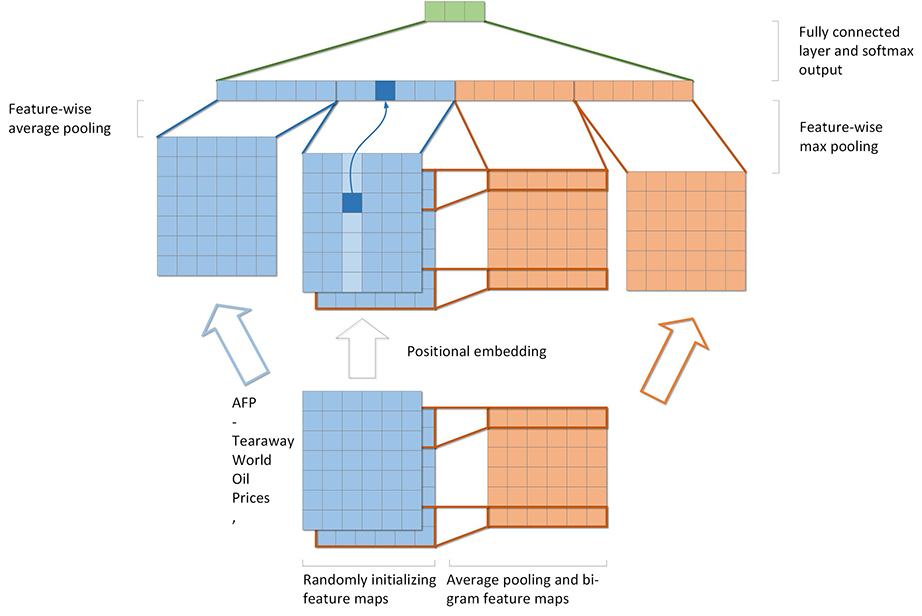 Fully connected
layer and softmax
output
Feature-wise
average pooling
Feature-wise
max pooling
Positional embedding
AFP
-
Tearaway
World
Oil
Prices
,
Randomly initializing
feature maps
Average pooling and bi-
gram feature maps